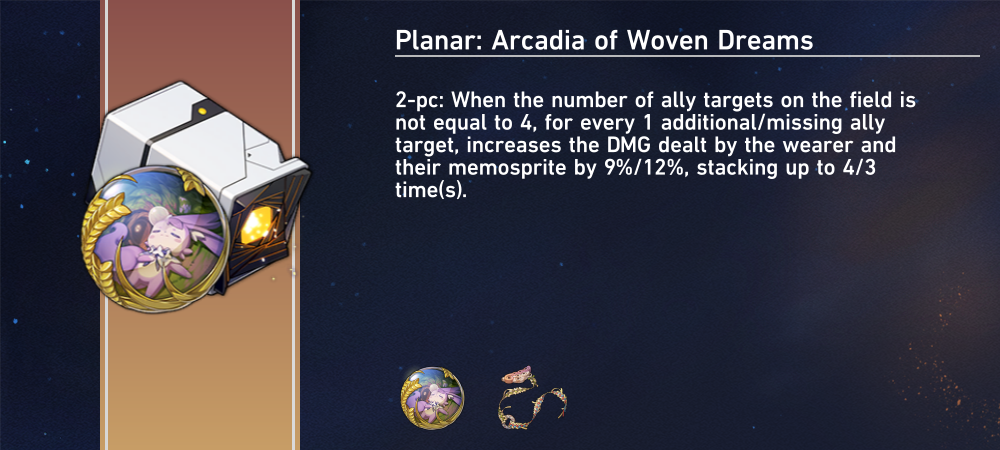 Planar: Arcadia of Woven Dreams
2-pc: When the number of ally targets on the field is
not equal to 4, for every 1 additional/missing ally
target, increases the DMG dealt by the wearer and
their memosprite by 9%/12%, stacking up to 4/3
time(s).